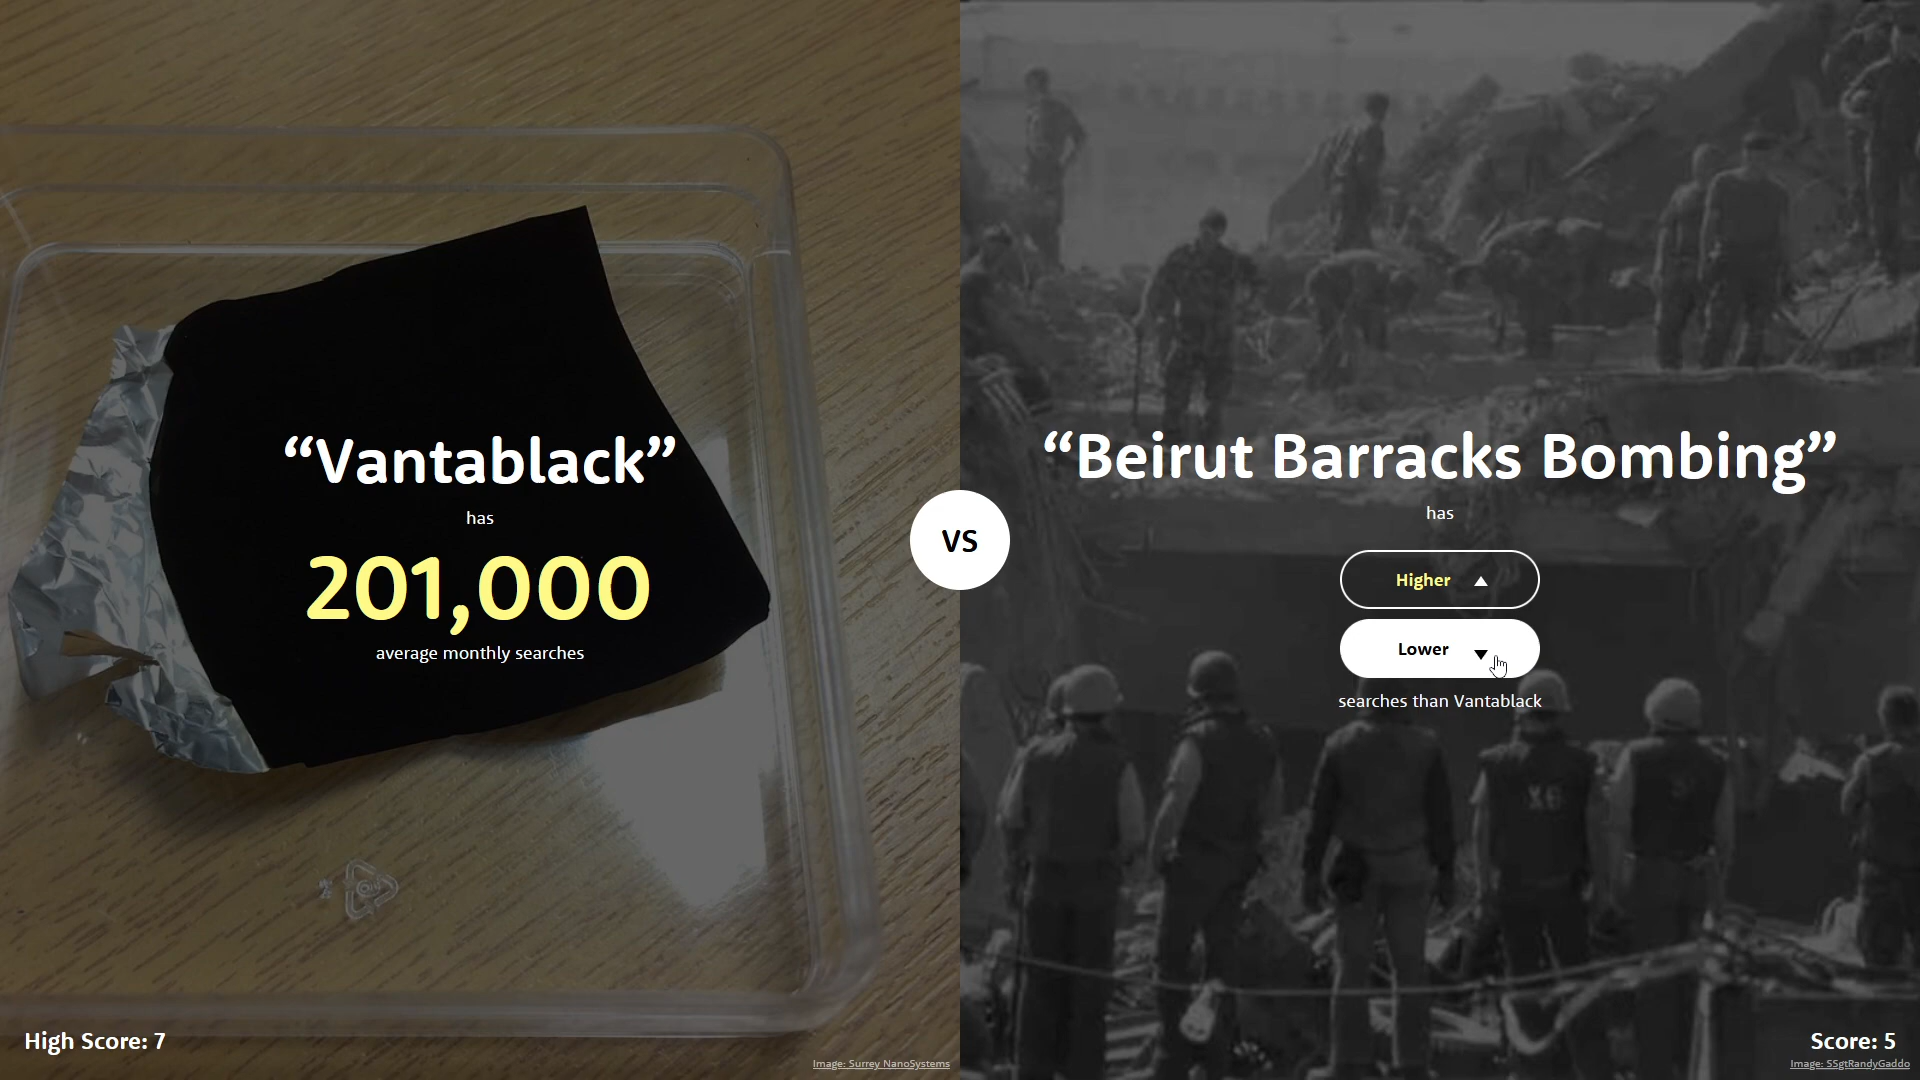 “Vantablack”
has
201,000
average monthly searches
VS
“Beirut Barracks Bombing”
has
Higher
Lower
searches than Vantablack
X6
High Score: 7
Image: Surrey NanoSystems
Score: 5
Image: SSgtRandyGaddo